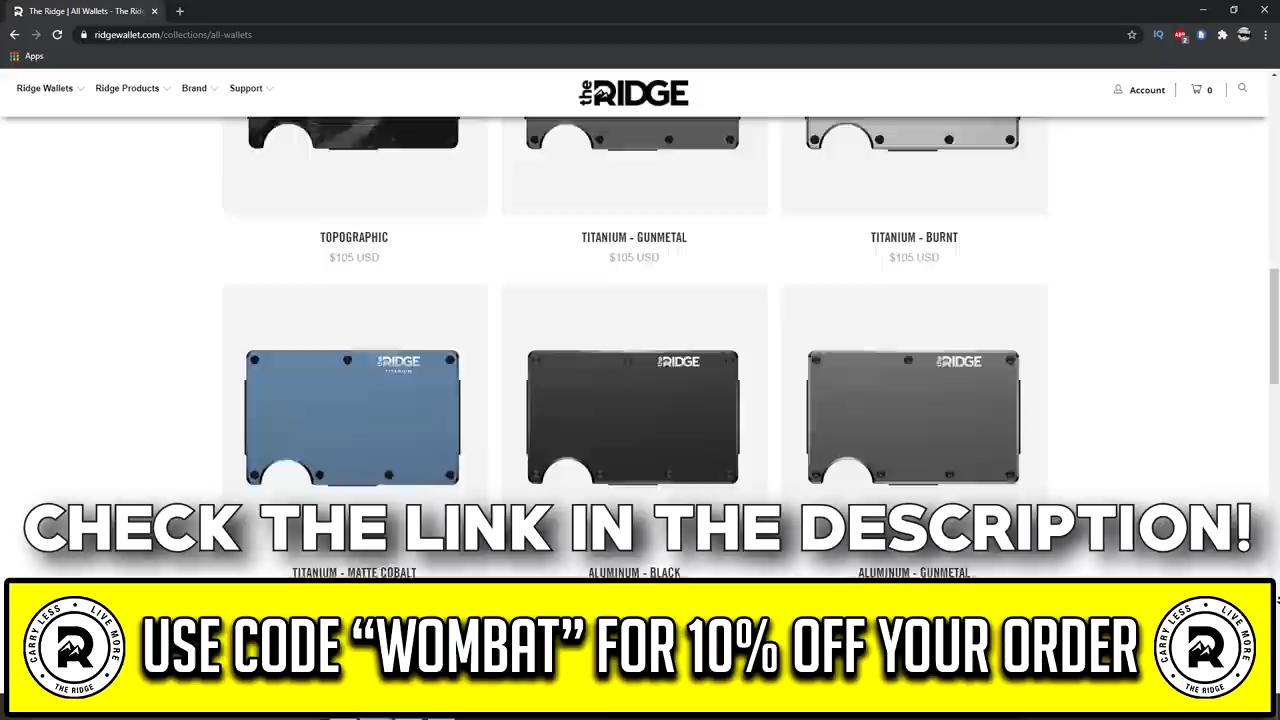 The Ridge | All Wallets - The Rid
ridgewallet.com/collections/all-wallets
Apps
Ridge Wallets
Ridge Products
Brand
Support
the RIDGE
Account
0
TOPOGRAPHIC
TITANIUM - GUNMETAL
TITANIUM - BURNT
$105 USD
$105 USD
$105 USD
the RIDGE
TITANIUM
the RIDGE
the RIDGE
CHECK THE LINK IN THE DESCRIPTION!
TITANIUM - MATTE COBALT
ALUMINUM - BLACK
ALUMINUM - GUNMETAL
CARRY LESS • LIVE MORE
R
• THE RIDGE •
USE CODE “WOMBAT” FOR 10% OFF YOUR ORDER
CARRY LESS • LIVE MORE
R
• THE RIDGE •